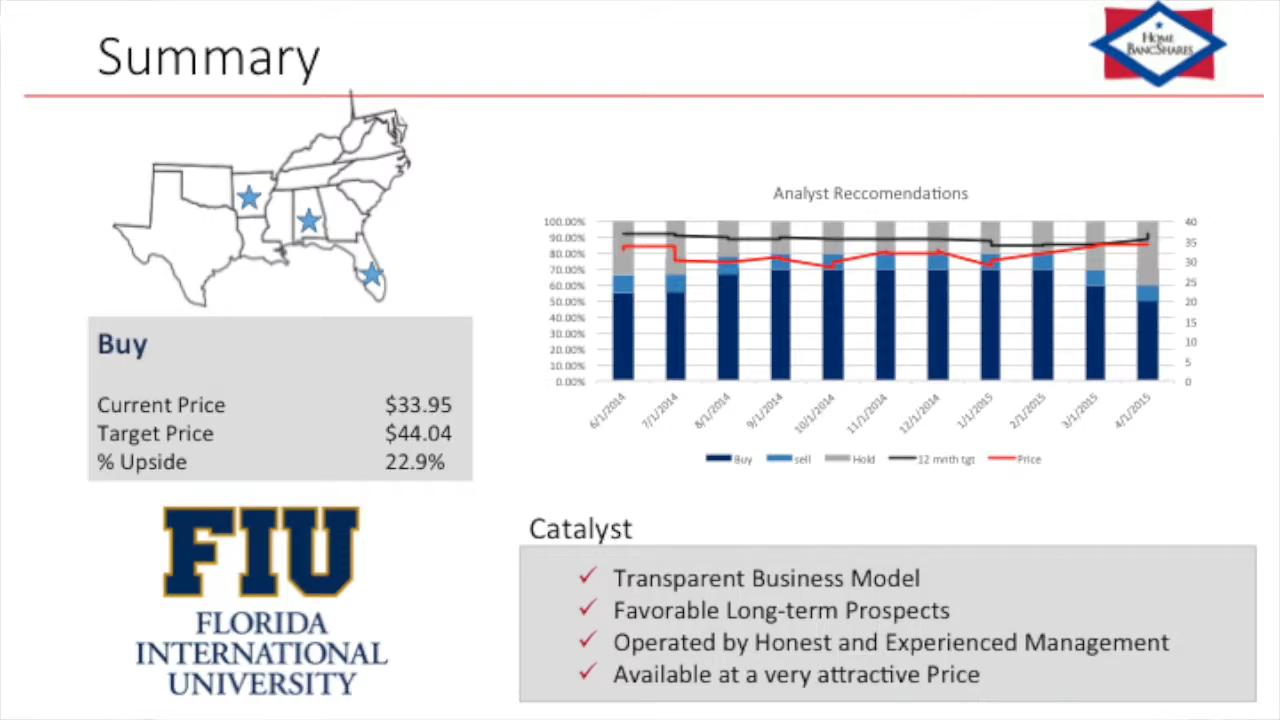 Summary
HOME
BANCSHARES
Buy
Current Price $33.95
Target Price $44.04
% Upside 22.9%
FIU
FLORIDA
INTERNATIONAL
UNIVERSITY
Analyst Reccomendations
100.00% 40
90.00% 35
80.00% 30
70.00% 25
60.00% 20
50.00% 15
40.00% 10
30.00% 5
20.00% 0
10.00%
0.00%
6/1/2014 7/1/2014 8/1/2014 9/1/2014 10/1/2014 11/1/2014 12/1/2014 1/1/2015 2/1/2015 3/1/2015 4/1/2015
Buy sell Hold 12 mnth tgt Price
Catalyst
✓ Transparent Business Model
✓ Favorable Long-term Prospects
✓ Operated by Honest and Experienced Management
✓ Available at a very attractive Price